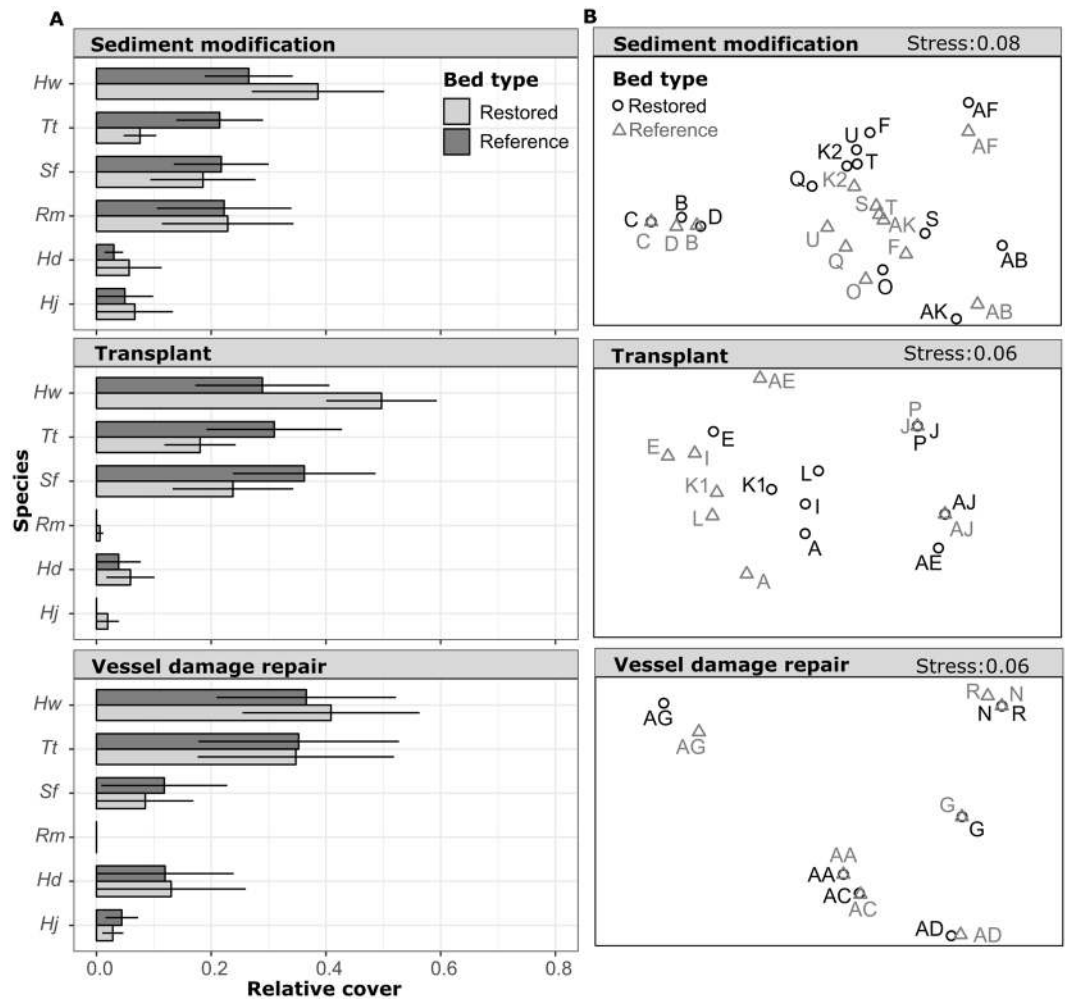 A
Sediment modification
Hw
Tt
Sf
Rm
Hd
Hj
Bed type
Restored
Reference
Transplant
Hw
Tt
Sf
Rm
Hd
Hj
Vessel damage repair
Hw
Tt
Sf
Rm
Hd
Hj
Species
0.0 0.2 0.4 0.6 0.8
Relative cover
B
Sediment modification Stress:0.08
Bed type
Restored
Reference
AF
AF
U F
K2 T
Q K2
B
C D
C D B
S T
AK S
U F
Q
AB
O O
AK AB
Transplant Stress:0.06
AE
P
J J
P
E
E I
L
K1 K1
I
L
A
A
AJ
AJ
AE
Vessel damage repair Stress:0.06
R N
N R
AG
AG
G
G
AA
AA
AC
AC
AD AD